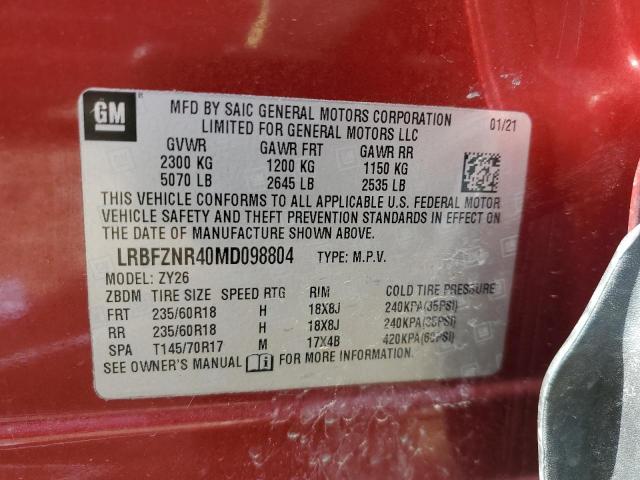 GM
MFD BY SAIC GENERAL MOTORS CORPORATION
LIMITED FOR GENERAL MOTORS LLC
01/21
GVWR GAWR FRT GAWR RR
2300 KG 1200 KG 1150 KG
5070 LB 2645 LB 2535 LB
THIS VEHICLE CONFORMS TO ALL APPLICABLE U.S. FEDERAL MOTOR
VEHICLE SAFETY AND THEFT PREVENTION STANDARDS IN EFFECT ON
THE DATE OF MANUFACTURE SHOWN ABOVE.
LRBFZNR40MD098804 TYPE: M.P.V.
MODEL: ZY26
ZBDM TIRE SIZE SPEED RTG RIM COLD TIRE PRESSURE
FRT 235/60R18 H 18X8J 240KPA(35PSI)
RR 235/60R18 H 18X8J 240KPA(35PSI)
SPA T145/70R17 M 17X4B 420KPA(60PSI)
SEE OWNER'S MANUAL FOR MORE INFORMATION